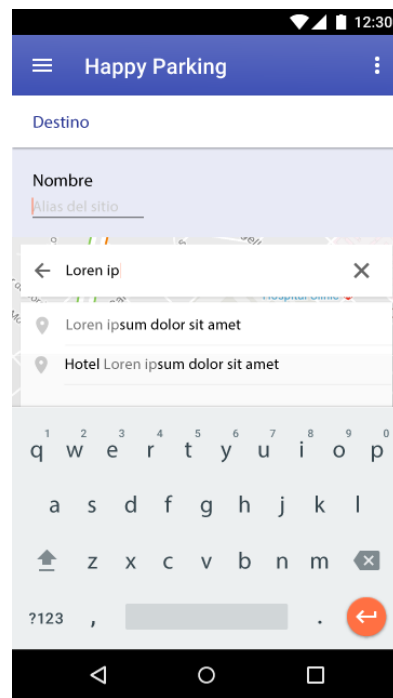 12:30
Happy Parking
Destino
Nombre
Alias del sitio
Loren ip
Loren ipsum dolor sit amet
Hotel Loren ipsum dolor sit amet
1 2 3 4 5 6 7 8 9 0
q w e r t y u i o p
a s d f g h j k l
z x c v b n m
?123 , .